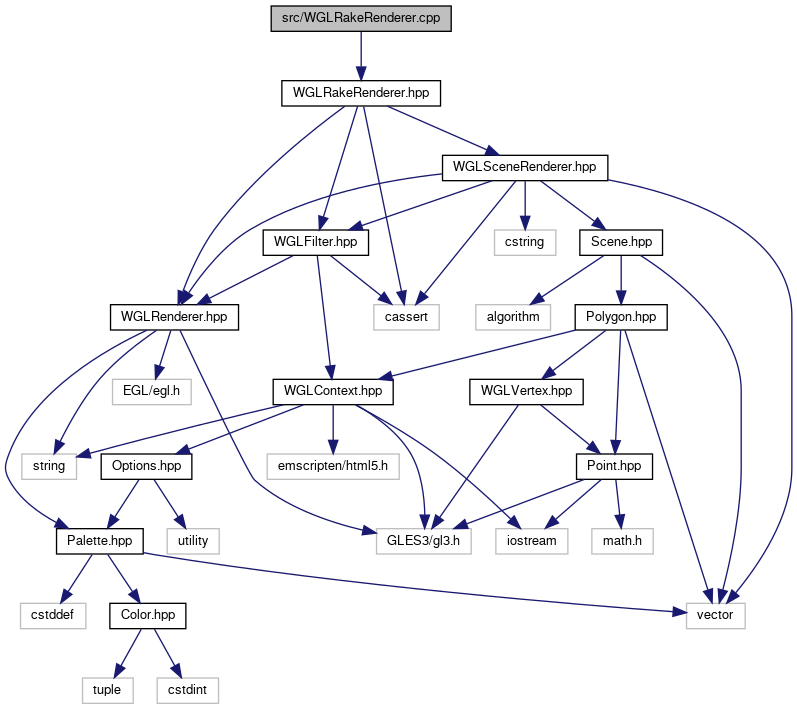 src/WGLRakeRenderer.cpp
WGLRakeRenderer.hpp
WGLSceneRenderer.hpp
WGLFilter.hpp
cstring
Scene.hpp
WGLRenderer.hpp
cassert
algorithm
Polygon.hpp
EGL/egl.h
WGLContext.hpp
WGLVertex.hpp
string
Options.hpp
emscripten/html5.h
Point.hpp
Palette.hpp
utility
GLES3/gl3.h
iostream
math.h
cstddef
Color.hpp
vector
tuple
cstdint